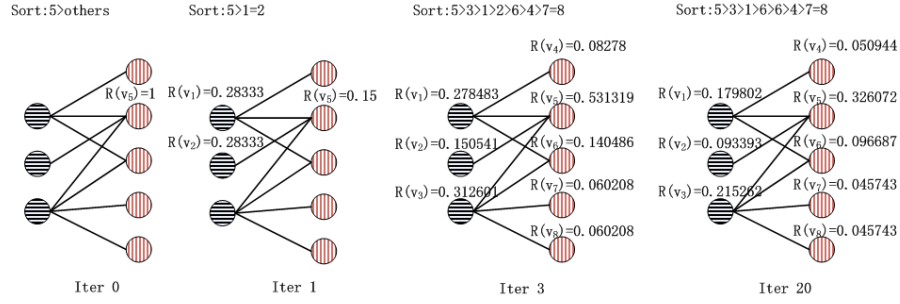 Sort:5>others
Sort:5>1=2
Sort:5>3>1>2>6>4>7=8
Sort:5>3>1>6>6>4>7=8
R(v5)=1
Iter 0
R(v1)=0.28333
R(v5)=0.15
R(v2)=0.28333
Iter 1
R(v4)=0.08278
R(v1)=0.278483
R(v5)=0.531319
R(v2)=0.150541
R(v6)=0.140486
R(v3)=0.312601
R(v7)=0.060208
R(v8)=0.060208
Iter 3
R(v4)=0.050944
R(v1)=0.179802
R(v5)=0.326072
R(v2)=0.093393
R(v6)=0.096687
R(v3)=0.215262
R(v7)=0.045743
R(v8)=0.045743
Iter 20